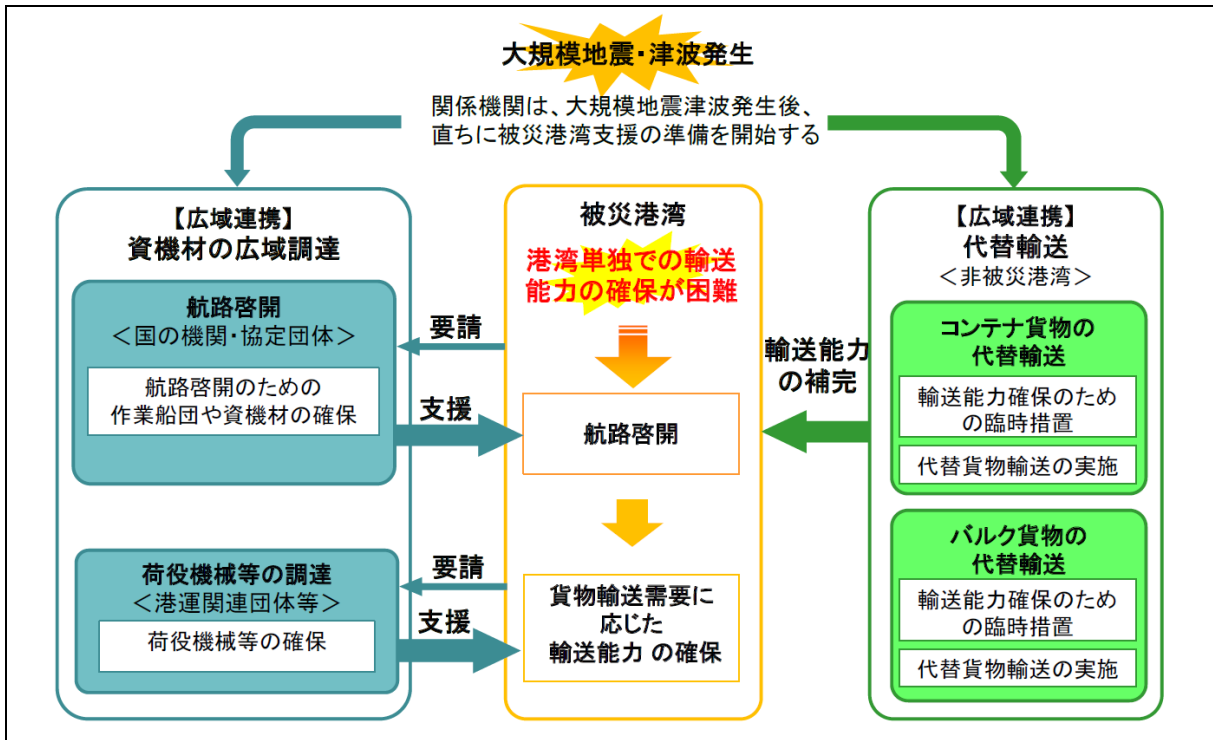 大規模地震・津波発生
関係機関は、大規模地震津波発生後、
直ちに被災港湾支援の準備を開始する
【広域連携】
資機材の広域調達
航路啓開
＜国の機関・協定団体＞
航路啓開のための
作業船団や資機材の確保
荷役機械等の調達
＜港運関連団体等＞
荷役機械等の確保
要請
支援
要請
支援
被災港湾
港湾単独での輸送
能力の確保が困難
航路啓開
貨物輸送需要に
応じた
輸送能力 の確保
輸送能力
の補完
【広域連携】
代替輸送
＜非被災港湾＞
コンテナ貨物の
代替輸送
輸送能力確保のため
の臨時措置
代替貨物輸送の実施
バルク貨物の
代替輸送
輸送能力確保のため
の臨時措置
代替貨物輸送の実施